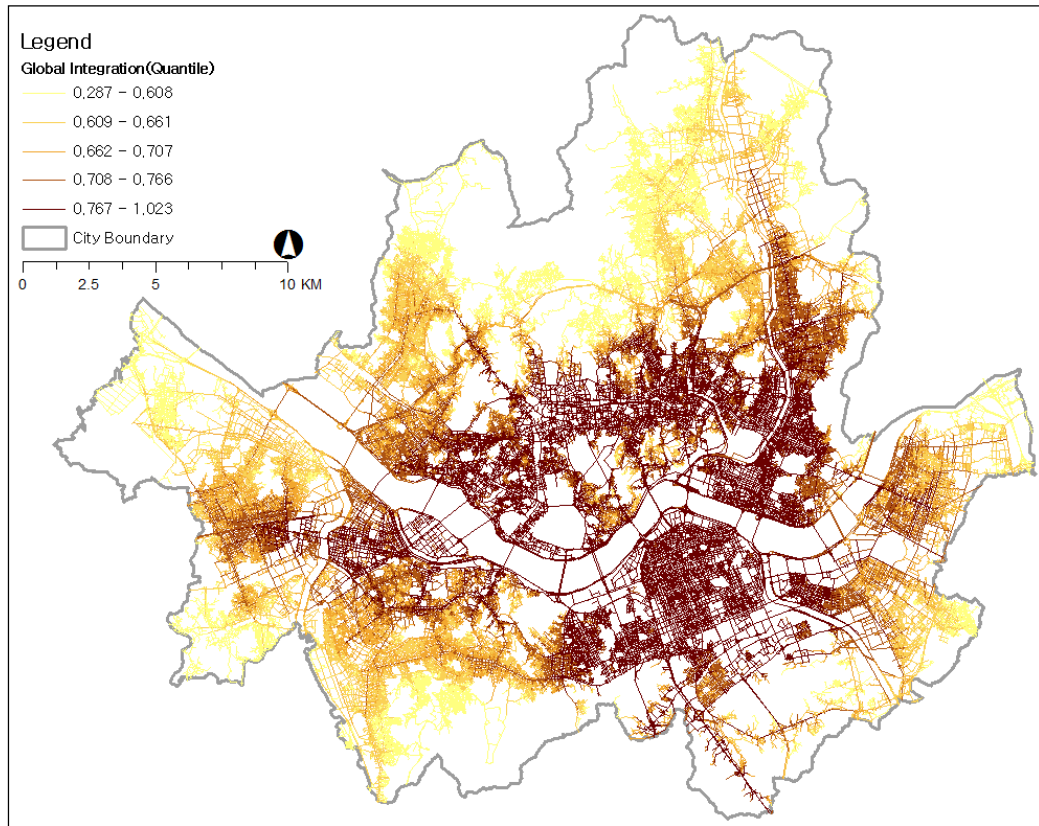 Legend
Global Integration(Quantile)
0,287 - 0,608
0,609 - 0,661
0,662 - 0,707
0,708 - 0,766
0,767 - 1,023
City Boundary
0 2.5 5 10 KM